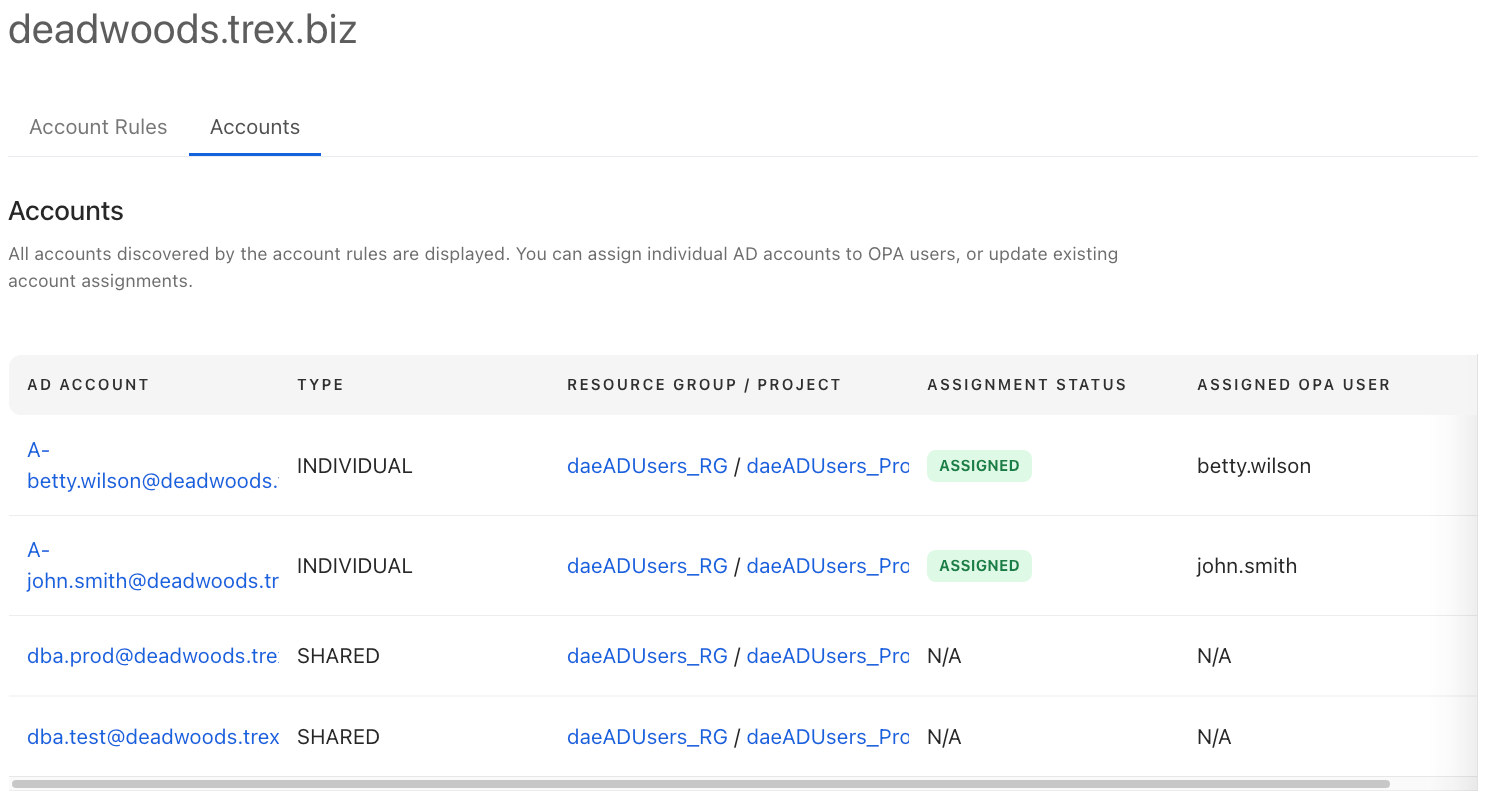 deadwoods.trex.biz
Account Rules Accounts
Accounts
All accounts discovered by the account rules are displayed. You can assign individual AD accounts to OPA users, or update existing
account assignments.
AD ACCOUNT TYPE RESOURCE GROUP / PROJECT ASSIGNMENT STATUS ASSIGNED OPA USER
A-
betty.wilson@deadwoods. INDIVIDUAL daeADUsers_RG / daeADUsers_Pro ASSIGNED betty.wilson
A-
john.smith@deadwoods.tr INDIVIDUAL daeADUsers_RG / daeADUsers_Pro ASSIGNED john.smith
dba.prod@deadwoods.tre SHARED daeADUsers_RG / daeADUsers_Pro N/A N/A
dba.test@deadwoods.trex SHARED daeADUsers_RG / daeADUsers_Pro N/A N/A